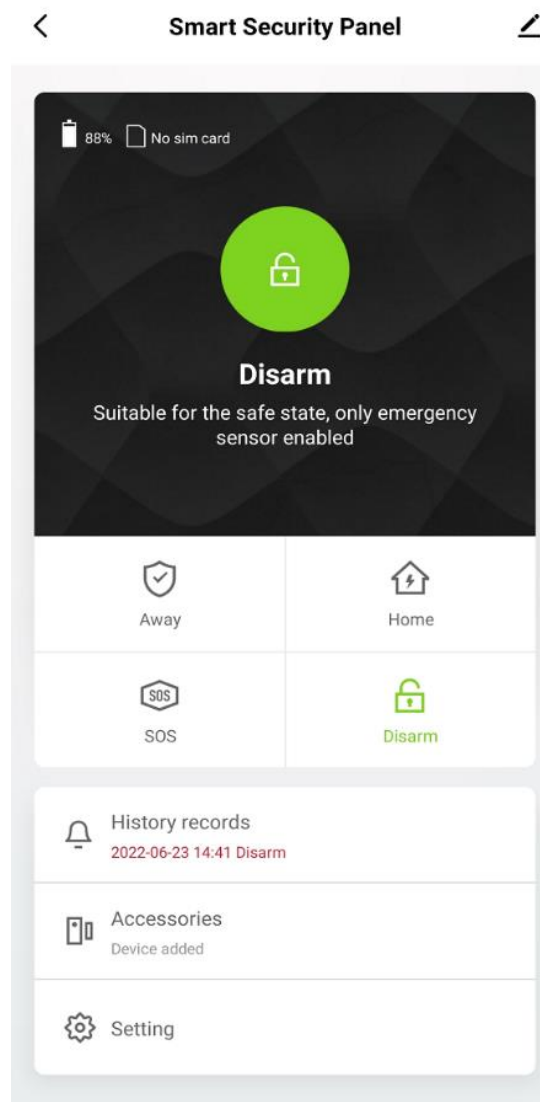 Smart Security Panel
88% No sim card
Disarm
Suitable for the safe state, only emergency
sensor enabled
Away
Home
SOS
SOS
Disarm
History records
2022-06-23 14:41 Disarm
Accessories
Device added
Setting